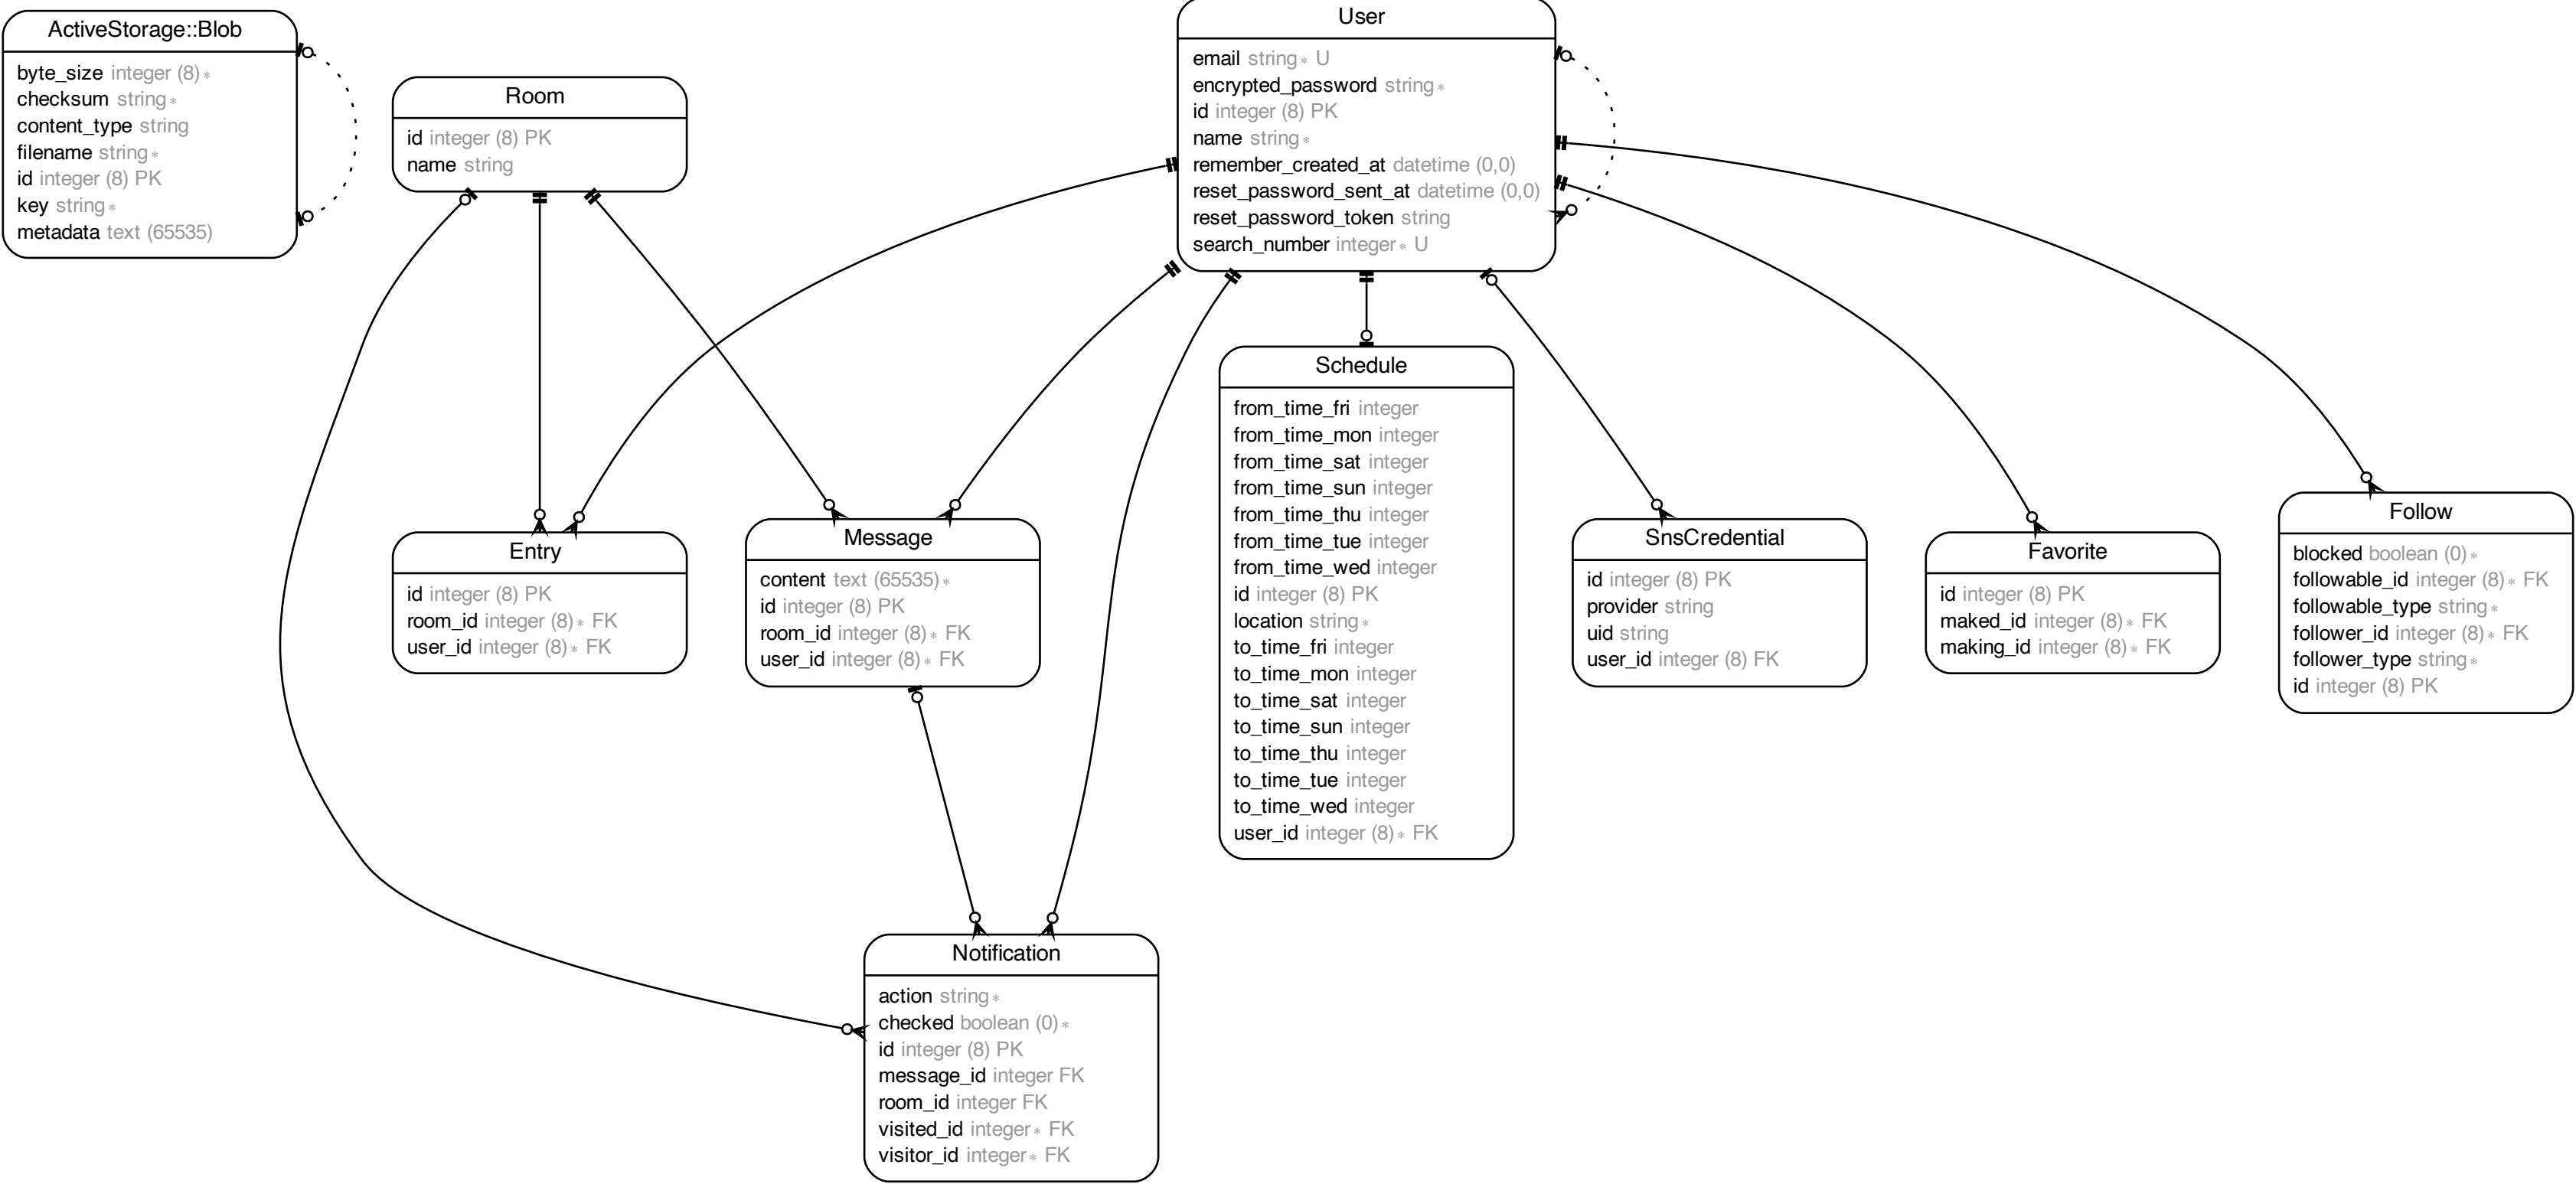 ActiveStorage::Blob
byte_size integer (8) *
checksum string *
content_type string
filename string *
id integer (8) PK
key string *
metadata text (65535)
Room
id integer (8) PK
name string
User
email string * U
encrypted_password string *
id integer (8) PK
name string *
remember_created_at datetime (0,0)
reset_password_sent_at datetime (0,0)
reset_password_token string
search_number integer * U
Entry
id integer (8) PK
room_id integer (8) * FK
user_id integer (8) * FK
Message
content text (65535) *
id integer (8) PK
room_id integer (8) * FK
user_id integer (8) * FK
Schedule
from_time_fri integer
from_time_mon integer
from_time_sat integer
from_time_sun integer
from_time_thu integer
from_time_tue integer
from_time_wed integer
id integer (8) PK
location string *
to_time_fri integer
to_time_mon integer
to_time_sat integer
to_time_sun integer
to_time_thu integer
to_time_tue integer
to_time_wed integer
user_id integer (8) * FK
SnsCredential
id integer (8) PK
provider string
uid string
user_id integer (8) FK
Favorite
id integer (8) PK
maked_id integer (8) * FK
making_id integer (8) * FK
Follow
blocked boolean (0) *
followable_id integer (8) * FK
followable_type string *
follower_id integer (8) * FK
follower_type string *
id integer (8) PK
Notification
action string *
checked boolean (0) *
id integer (8) PK
message_id integer FK
room_id integer FK
visited_id integer * FK
visitor_id integer * FK